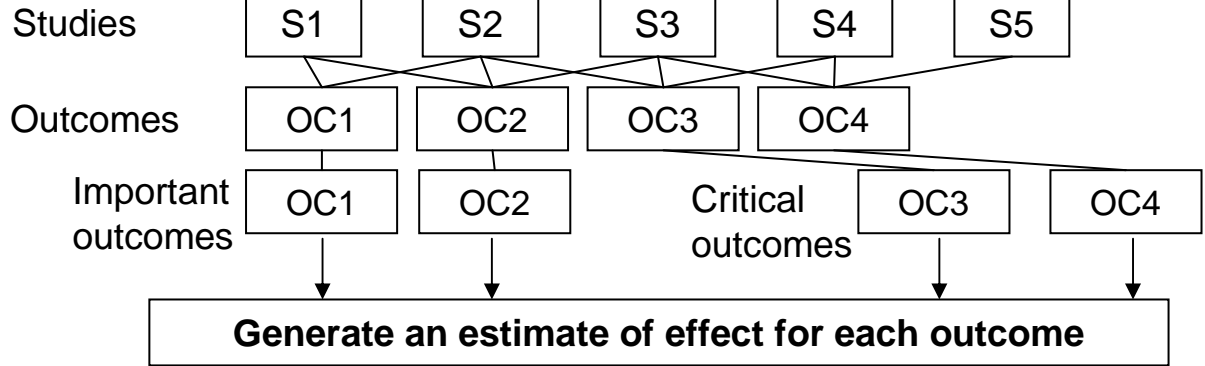 Studies S1 S2 S3 S4 S5
Outcomes OC1 OC2 OC3 OC4
Important
outcomes
OC1 OC2
Critical
outcomes
OC3 OC4
Generate an estimate of effect for each outcome